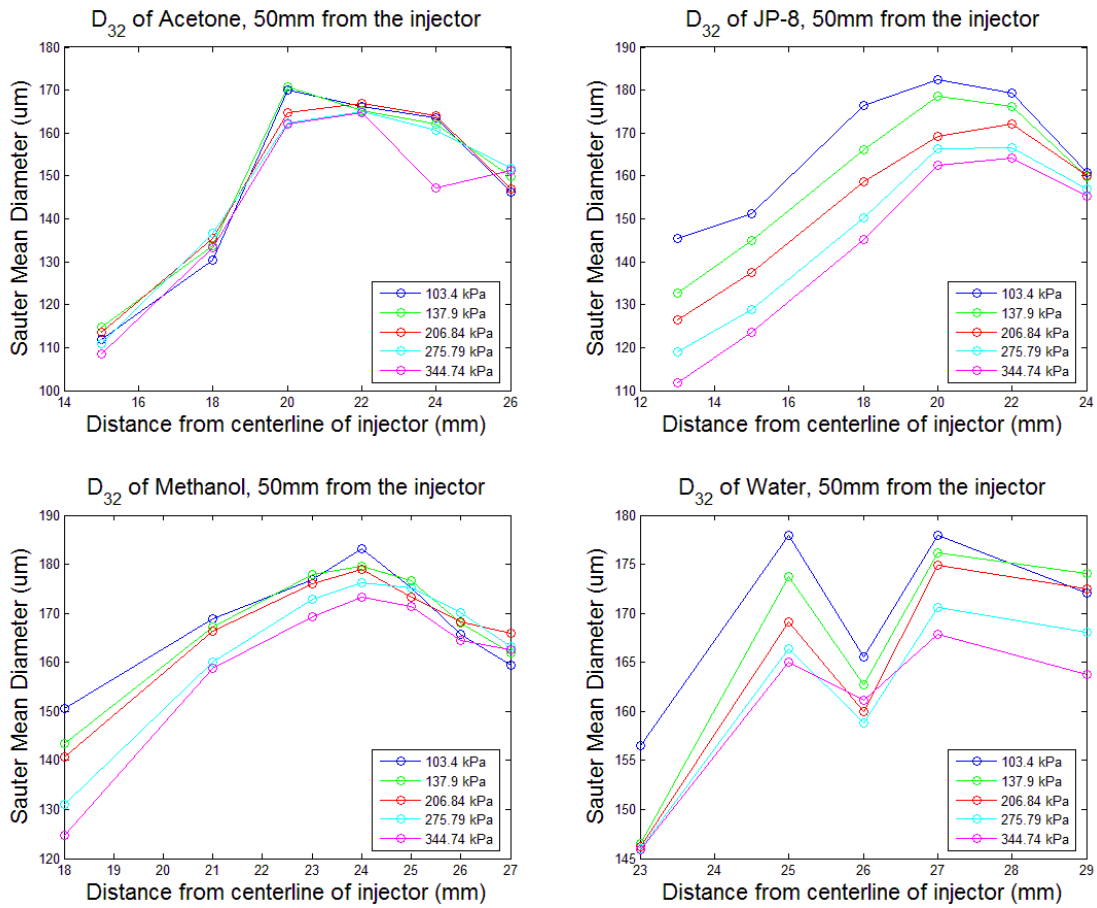 D32 of Acetone, 50mm from the injector
Sauter Mean Diameter (um)
180
170
160
150
140
130
120
110
100
14 16 18 20 22 24 26
Distance from centerline of injector (mm)
103.4 kPa
137.9 kPa
206.84 kPa
275.79 kPa
344.74 kPa
D32 of JP-8, 50mm from the injector
Sauter Mean Diameter (um)
190
180
170
160
150
140
130
120
110
12 14 16 18 20 22 24
Distance from centerline of injector (mm)
103.4 kPa
137.9 kPa
206.84 kPa
275.79 kPa
344.74 kPa
D32 of Methanol, 50mm from the injector
Sauter Mean Diameter (um)
190
180
170
160
150
140
130
120
18 19 20 21 22 23 24 25 26 27
Distance from centerline of injector (mm)
103.4 kPa
137.9 kPa
206.84 kPa
275.79 kPa
344.74 kPa
D32 of Water, 50mm from the injector
Sauter Mean Diameter (um)
180
175
170
165
160
155
150
145
23 24 25 26 27 28 29
Distance from centerline of injector (mm)
103.4 kPa
137.9 kPa
206.84 kPa
275.79 kPa
344.74 kPa